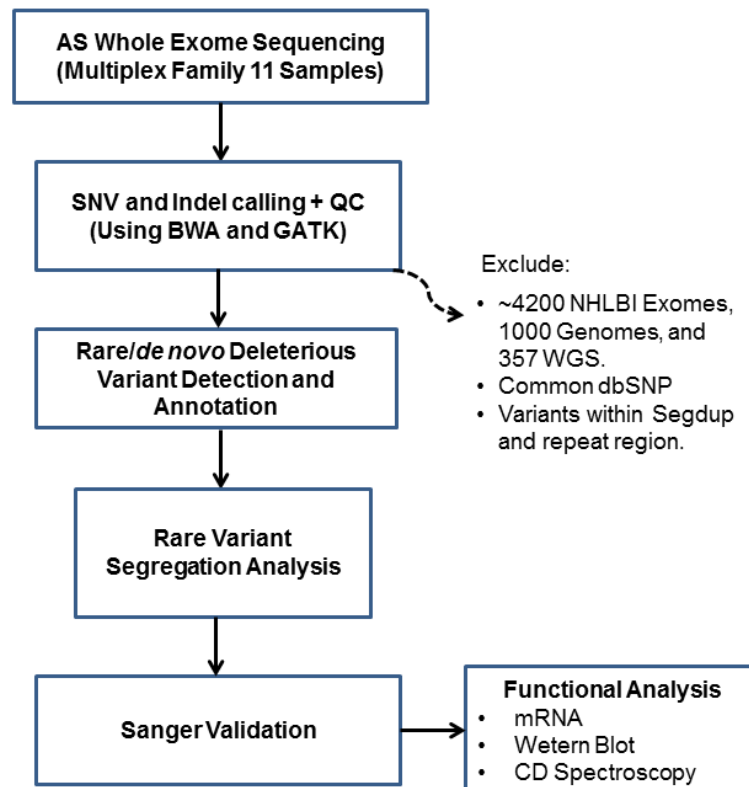 AS Whole Exome Sequencing
(Multiplex Family 11 Samples)
SNV and Indel calling + QC
(Using BWA and GATK)
Exclude:
• ~4200 NHLBI Exomes,
1000 Genomes, and
357 WGS.
• Common dbSNP
• Variants within Segdup
and repeat region.
Rare/de novo Deleterious
Variant Detection and
Annotation
Rare Variant
Segregation Analysis
Sanger Validation
Functional Analysis
• mRNA
• Wetern Blot
• CD Spectroscopy